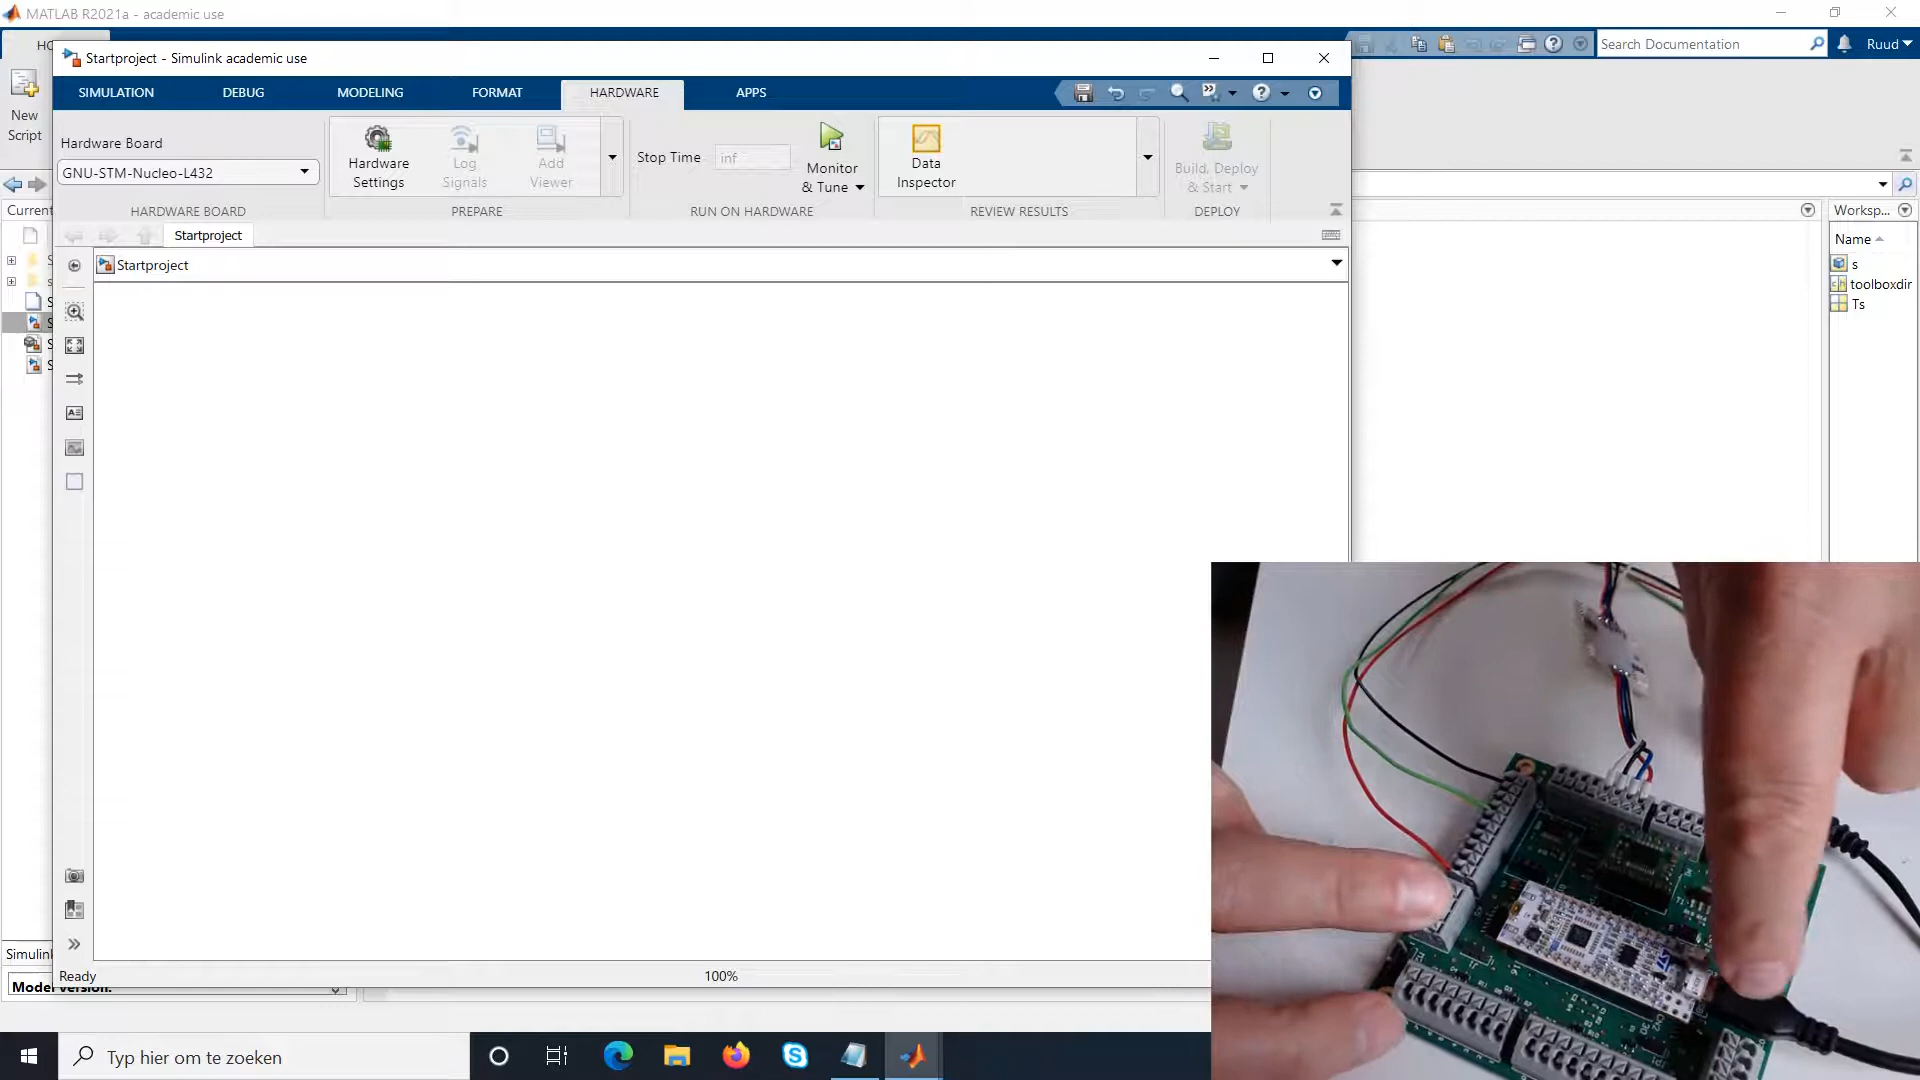 MATLAB R2021a - academic use
HO
Search Documentation
Ruud
Startproject - Simulink academic use
SIMULATION
DEBUG
MODELING
FORMAT
HARDWARE
APPS
New
Script
Hardware Board
GNU-STM-Nucleo-L432
HARDWARE BOARD
Hardware
Settings
Log
Signals
Add
Viewer
PREPARE
Stop Time
inf
Monitor
& Tune
RUN ON HARDWARE
Data
Inspector
REVIEW RESULTS
Build, Deploy
& Start
DEPLOY
Current
Startproject
Startproject
Worksp...
Name
s
toolboxdir
Ts
Simulink
Model version:
Ready
100%
Typ hier om te zoeken